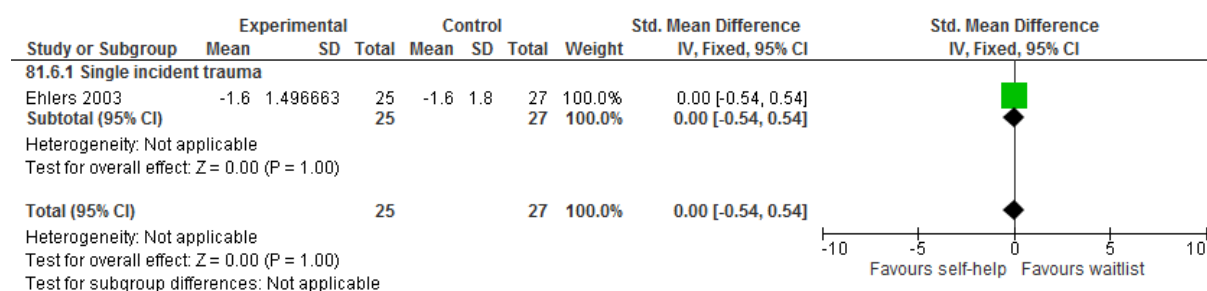 Experimental Control Std. Mean Difference Std. Mean Difference
Study or Subgroup Mean SD Total Mean SD Total Weight IV, Fixed, 95% CI IV, Fixed, 95% CI
81.6.1 Single incident trauma
Ehlers 2003 -1.6 1.496663 25 -1.6 1.8 27 100.0% 0.00 [-0.54, 0.54]
Subtotal (95% CI) 25 27 100.0% 0.00 [-0.54, 0.54]
Heterogeneity: Not applicable
Test for overall effect: Z = 0.00 (P = 1.00)
Total (95% CI) 25 27 100.0% 0.00 [-0.54, 0.54]
Heterogeneity: Not applicable
Test for overall effect: Z = 0.00 (P = 1.00)
Test for subgroup differences: Not applicable
-10 -5 0 5 10
Favours self-help Favours waitlist